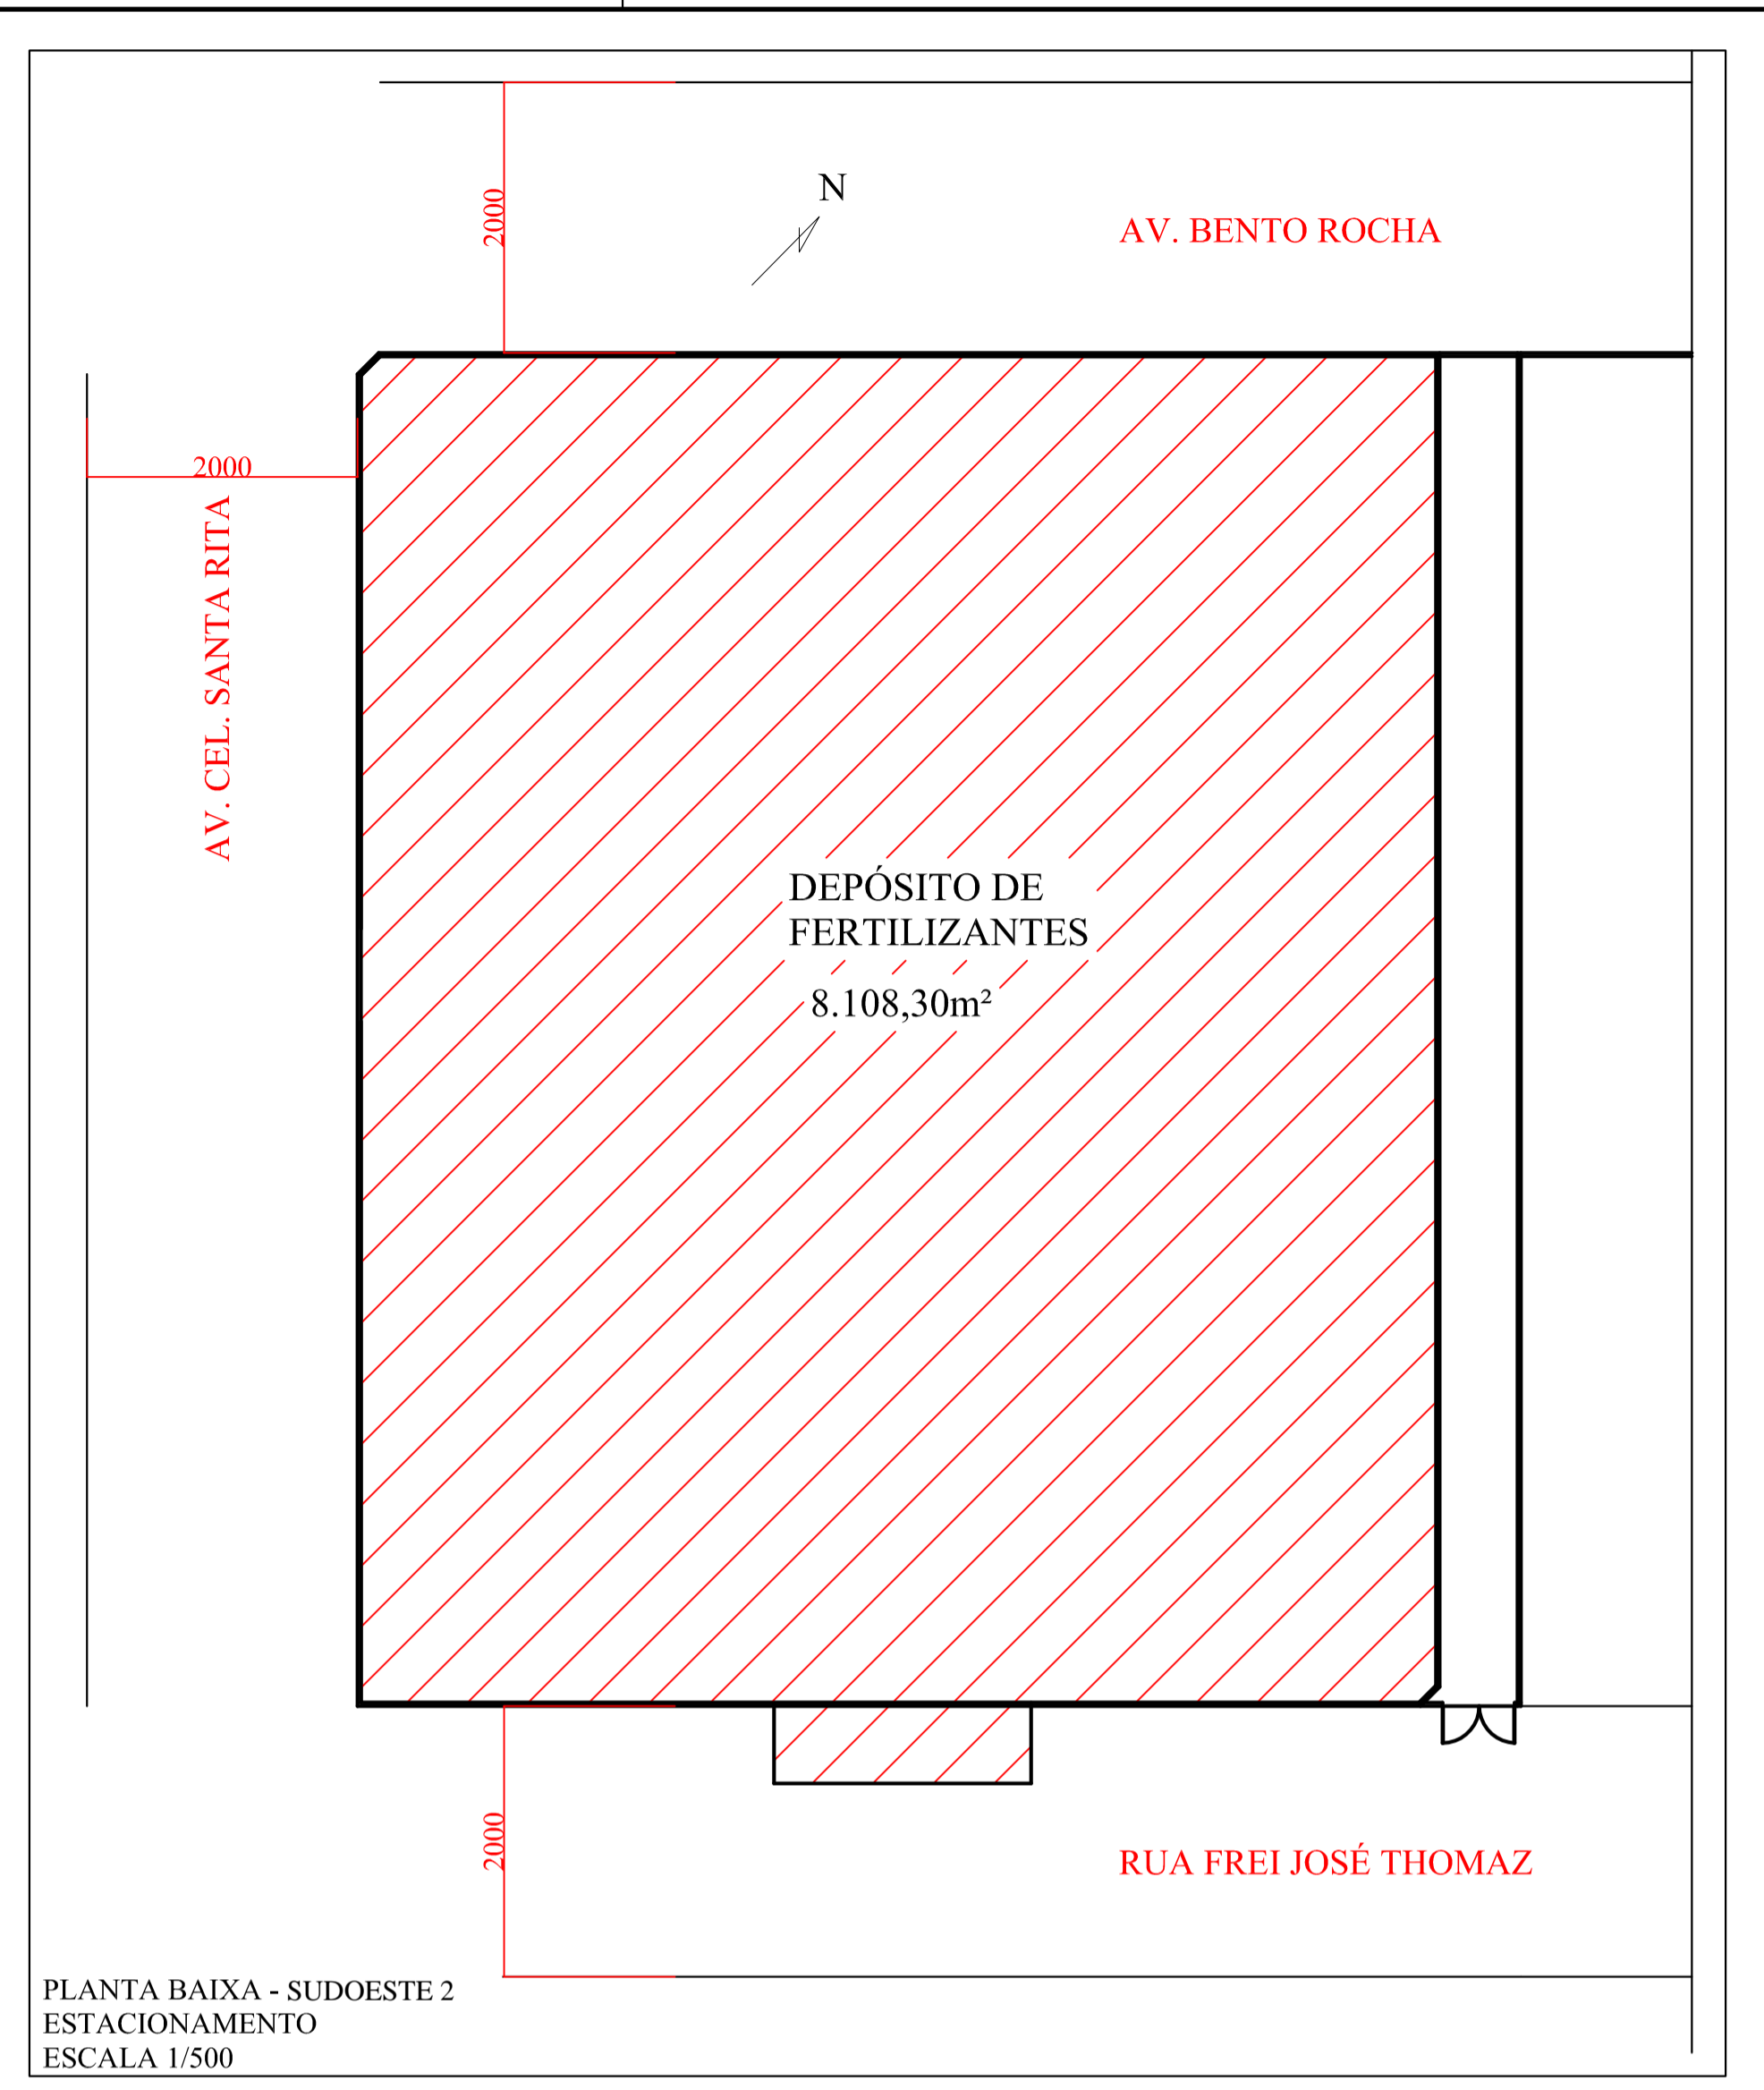 2000
N
AV. BENTO ROCHA
2000
AV. CEL. SANTA RITA
DEPÓSITO DE
FERTILIZANTES
8.108,30m²
2000
RUA FREI JOSÉ THOMAZ
PLANTA BAIXA - SUDOESTE 2
ESTACIONAMENTO
ESCALA 1/500